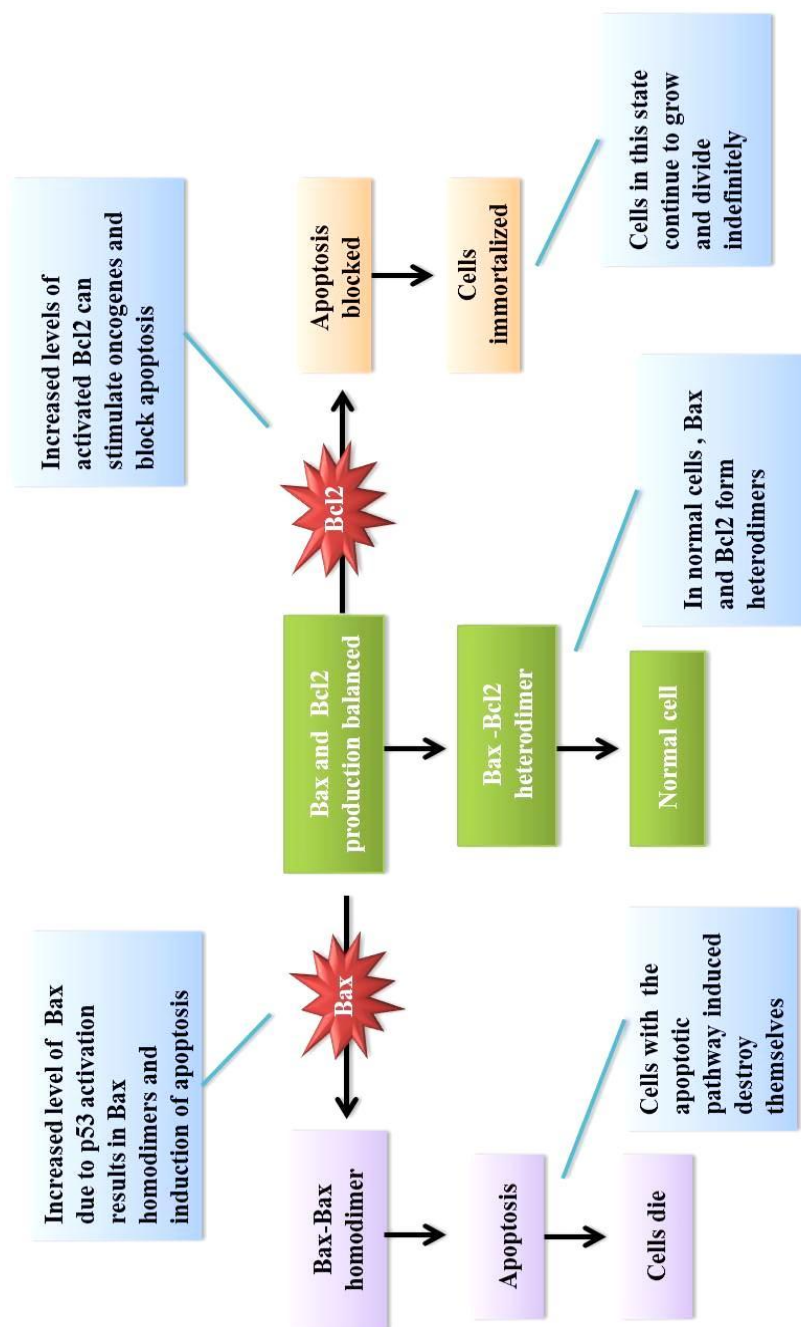 Increased level of Bax
due to p53 activation
results in Bax
homodimers and
induction of apoptosis
Increased levels of
activated Bcl2 can
stimulate oncogenes and
block apoptosis
Bax-Bax
homodimer
Bax
Bax and Bcl2
production balanced
Bcl2
Apoptosis
blocked
Apoptosis
Bax -Bcl2
heterodimer
Cells
immortalized
Cells die
Normal cell
Cells with the
apoptotic
pathway induced
destroy
themselves
In normal cells , Bax
and Bcl2 form
heterodimers
Cells in this state
continue to grow
and divide
indefinitely